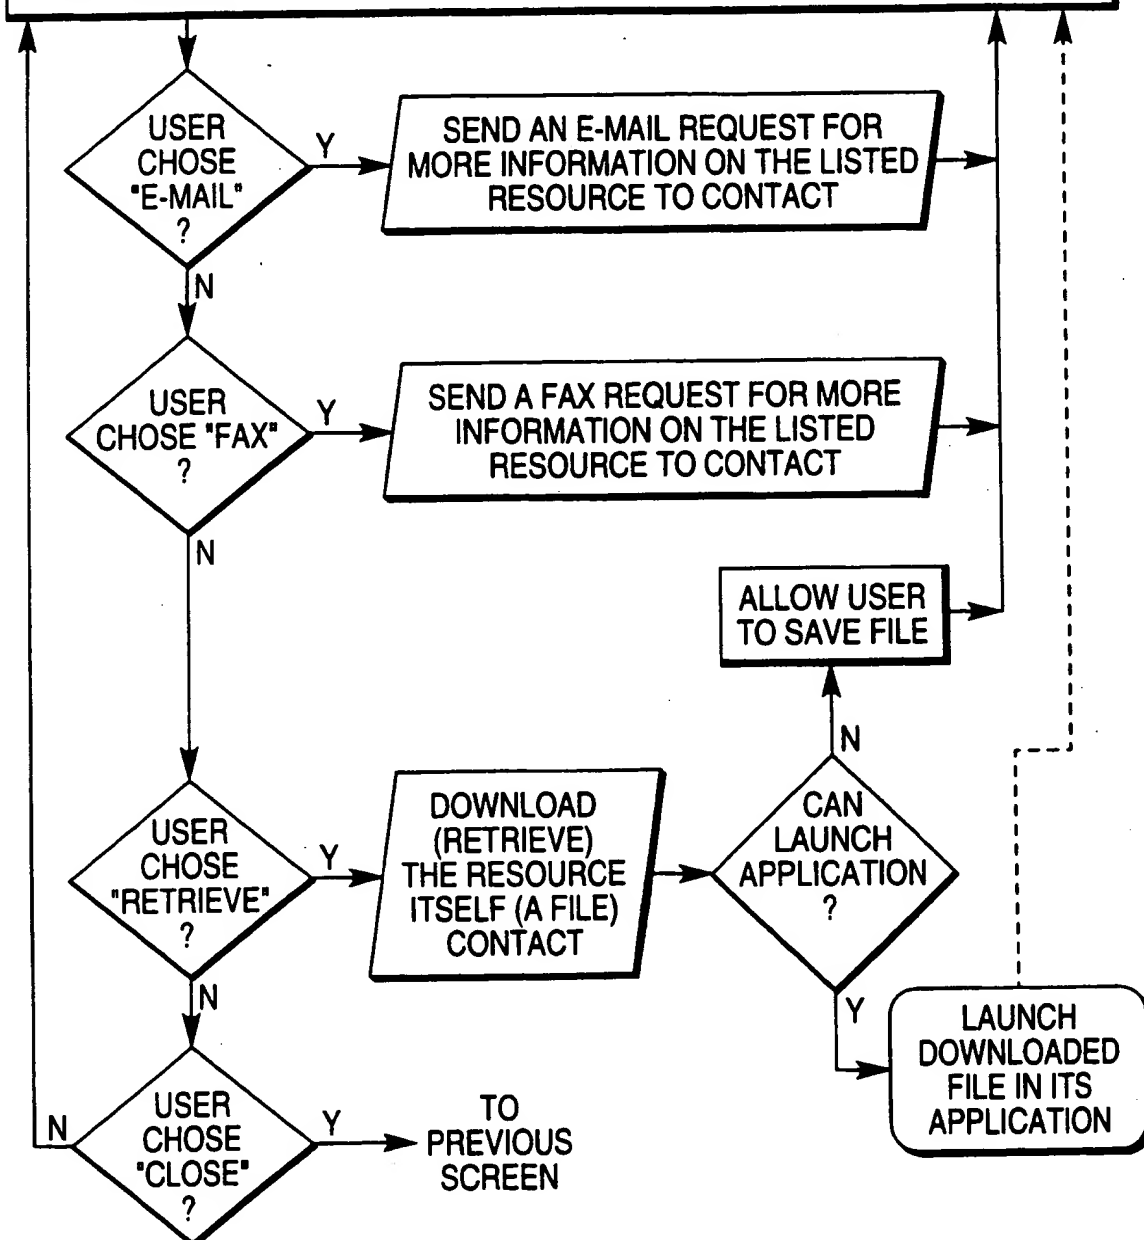 USER
CHOSE
"E-MAIL"
?
Y
SEND AN E-MAIL REQUEST FOR
MORE INFORMATION ON THE LISTED
RESOURCE TO CONTACT
N
USER
CHOSE "FAX"
?
Y
SEND A FAX REQUEST FOR MORE
INFORMATION ON THE LISTED
RESOURCE TO CONTACT
N
ALLOW USER
TO SAVE FILE
N
USER
CHOSE
"RETRIEVE"
?
Y
DOWNLOAD
(RETRIEVE)
THE RESOURCE
ITSELF (A FILE)
CONTACT
CAN
LAUNCH
APPLICATION
?
N
Y
LAUNCH
DOWNLOADED
FILE IN ITS
APPLICATION
USER
CHOSE
"CLOSE"
?
N
Y
TO
PREVIOUS
SCREEN